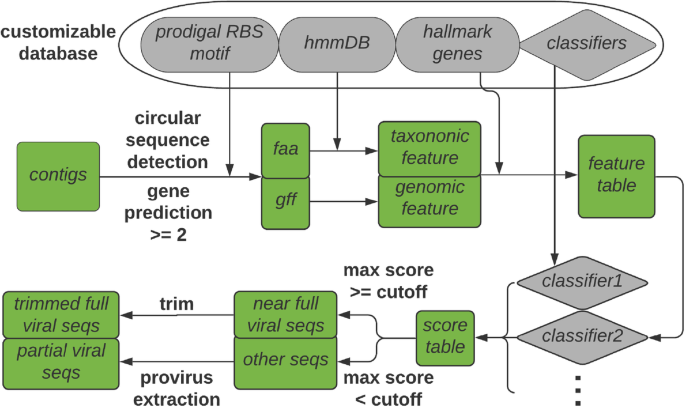 customizable
database
prodigal RBS
motif
hmmDB
hallmark
genes
classifiers
circular
sequence
detection
contigs
gene
prediction
>= 2
faa
gff
taxononic
feature
genomic
feature
feature
table
classifier1
classifier2
max score
>= cutoff
score
table
max score
< cutoff
near full
viral seqs
other seqs
trim
provirus
extraction
trimmed full
viral seqs
partial viral
seqs